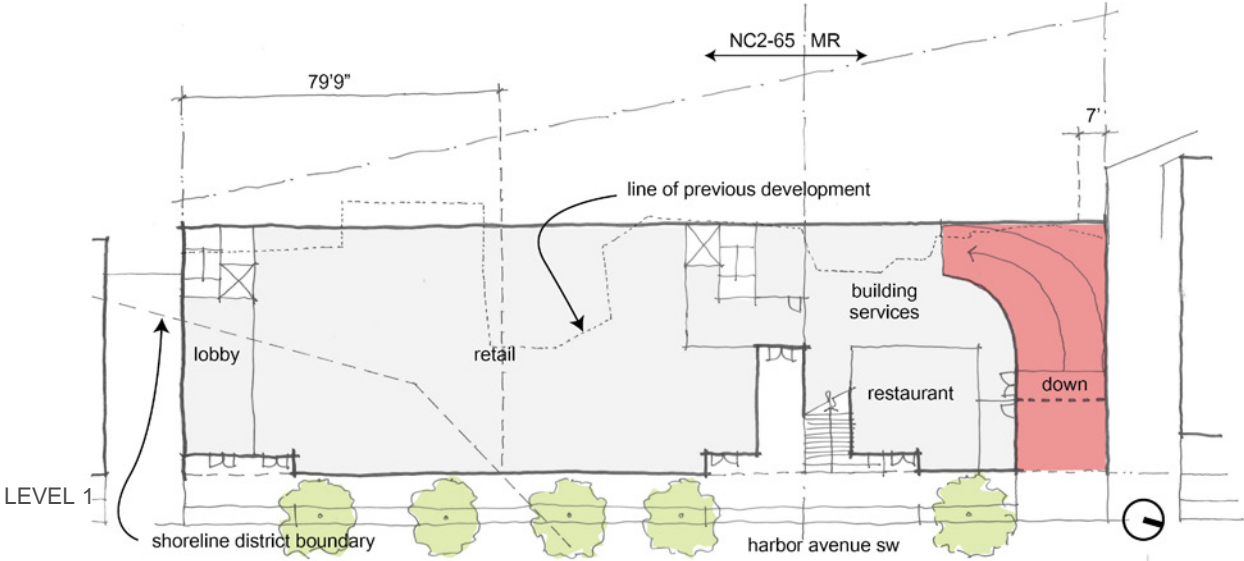 NC2-65 MR
79'9"
7'
line of previous development
building
services
lobby
retail
restaurant
down
LEVEL 1
shoreline district boundary
harbor avenue sw